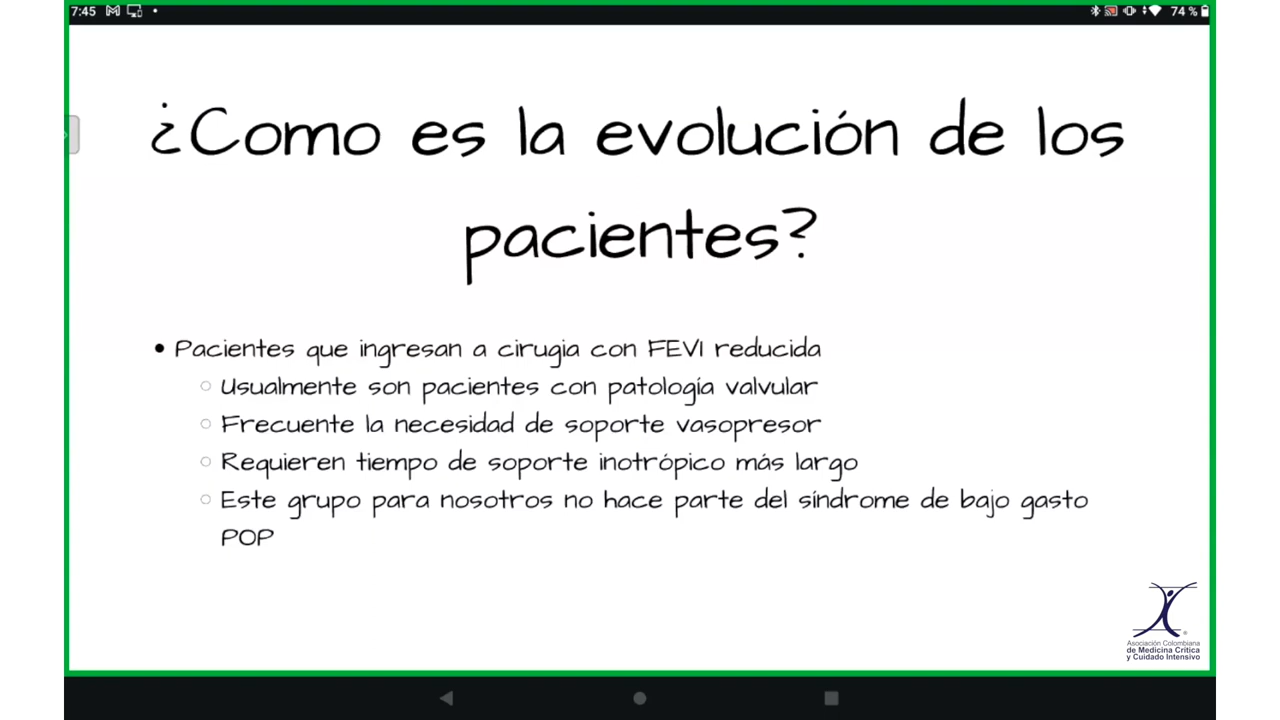 7:45
74 %
¿Como es la evolución de los
pacientes?
• Pacientes que ingresan a cirugia con FEVI reducida
○ Usualmente son pacientes con patología valvular
○ Frecuente la necesidad de soporte vasopresor
○ Requieren tiempo de soporte inotrópico más largo
○ Este grupo para nosotros no hace parte del síndrome de bajo gasto
POP
Asociación Colombiana
de Medicina Crítica
y Cuidado Intensivo